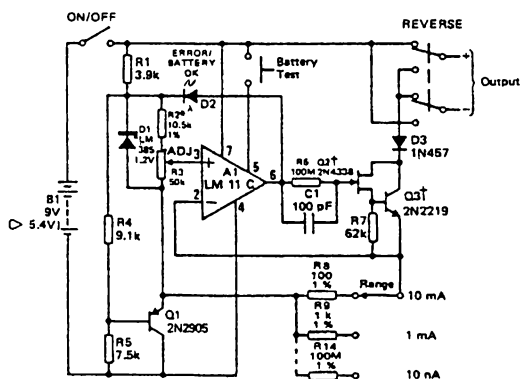 ON/OFF
REVERSE
R1
3.9k
ERROR/
BATTERY
OK
D2
Battery
Test
+
Output
−
R2*
10.5k
1%
D1
LM
385
1.2V
ADJ
R3
50k
3
+
7
A1
LM 11 C
5
6
2
−
4
R6
100M
Q2†
2N4338
C1
100 pF
D3
1N457
Q3†
2N2219
R7
62k
B1
9V
5.4V)
R4
9.1k
R5
7.5k
Q1
2N2905
R8
100
1 %
Range
10 mA
R9
1 k
1%
1 mA
R14
100M
1 %
10 nA